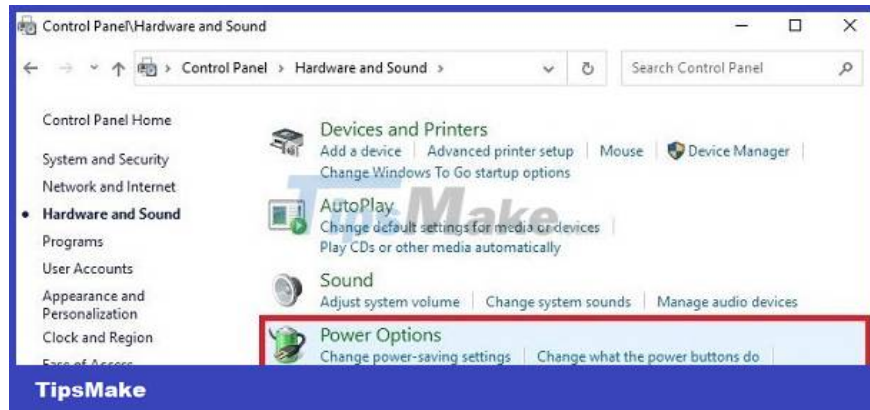 Control Panel\Hardware and Sound
Control Panel > Hardware and Sound >
Search Control Panel
Control Panel Home
System and Security
Network and Internet
Hardware and Sound
Programs
User Accounts
Appearance and
Personalization
Clock and Region
Ease of Access
Devices and Printers
Add a device | Advanced printer setup | Mouse | Device Manager |
Change Windows To Go startup options
AutoPlay
Change default settings for media or devices |
Play CDs or other media automatically
Sound
Adjust system volume | Change system sounds | Manage audio devices
Power Options
Change power-saving settings | Change what the power buttons do |
TipsMake
TipsMake